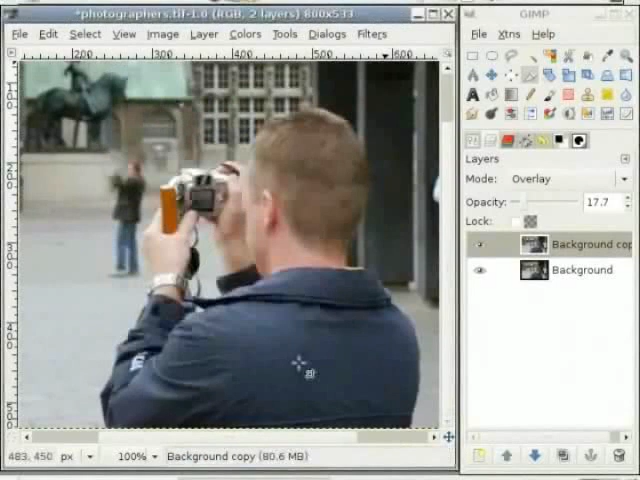 *photographers.tif-1.0 (RGB, 2 layers) 800x533
File Edit Select View Image Layer Colors Tools Dialogs Filters
200 300 400 500 600
483, 450 px 100% Background copy (80.6 MB)
GIMP
File Xtns Help
Layers
Mode: Overlay
Opacity: 17.7
Lock:
Background cop
Background